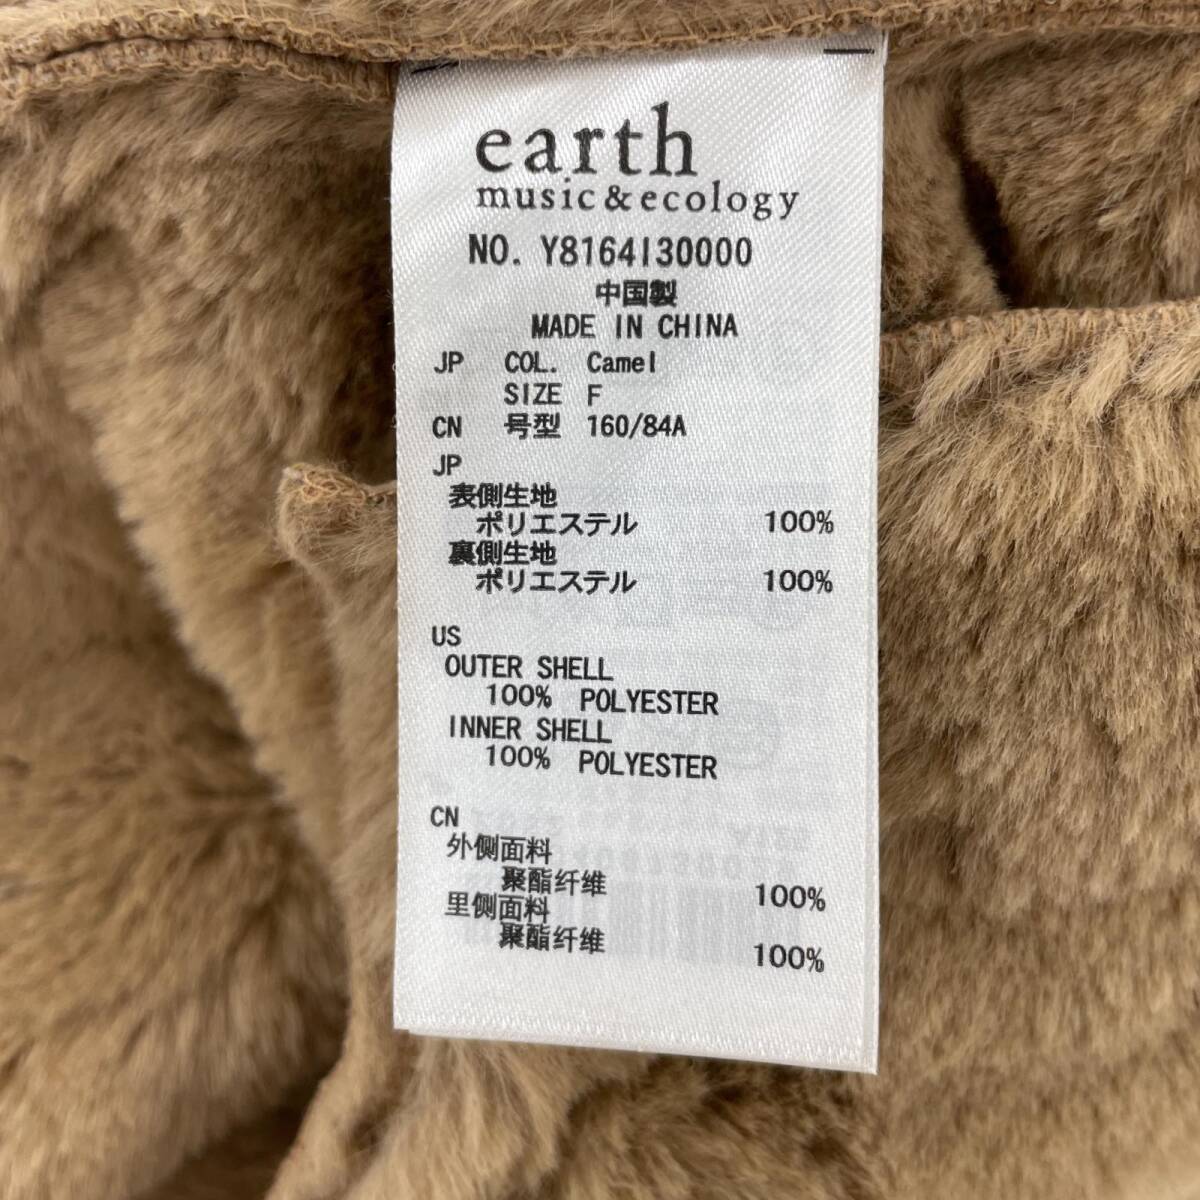 earth
music&ecology
NO. Y8164130000
中国製
MADE IN CHINA
JP COL. Camel
SIZE F
CN 号型 160/84A
JP
表側生地
ポリエステル 100%
裏側生地
ポリエステル 100%
US
OUTER SHELL
100% POLYESTER
INNER SHELL
100% POLYESTER
CN
外侧面料
聚酯纤维 100%
里侧面料
聚酯纤维 100%